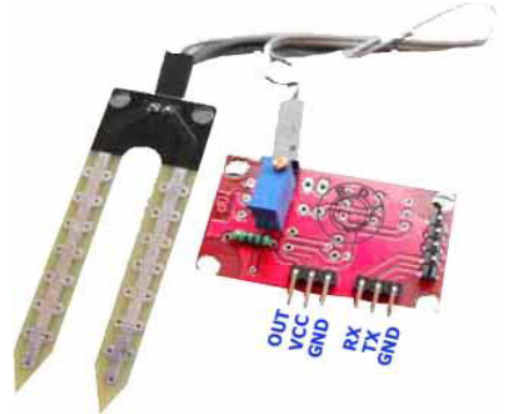 OUT
VCC
GND
RX
TX
GND